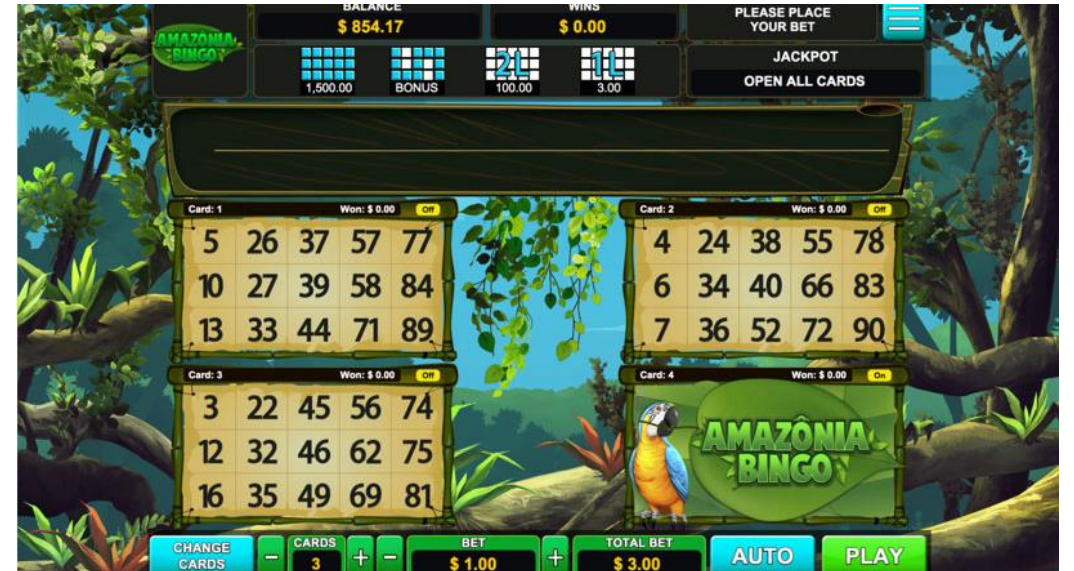 BALANCE
$ 854.17
WINS
$ 0.00
PLEASE PLACE
YOUR BET
AMAZONIA
BINGO
1,500.00
BONUS
2L
100.00
1L
3.00
JACKPOT
OPEN ALL CARDS
Card: 1 Won: $ 0.00 Off
5 26 37 57 77
10 27 39 58 84
13 33 44 71 89
Card: 2 Won: $ 0.00 Off
4 24 38 55 78
6 34 40 66 83
7 36 52 72 90
Card: 3 Won: $ 0.00 Off
3 22 45 56 74
12 32 46 62 75
16 35 49 69 81
Card: 4 Won: $ 0.00 On
AMAZÔNIA
BINGO
CHANGE
CARDS
-
CARDS
3
+
-
BET
$ 1.00
+
TOTAL BET
$ 3.00
AUTO
PLAY